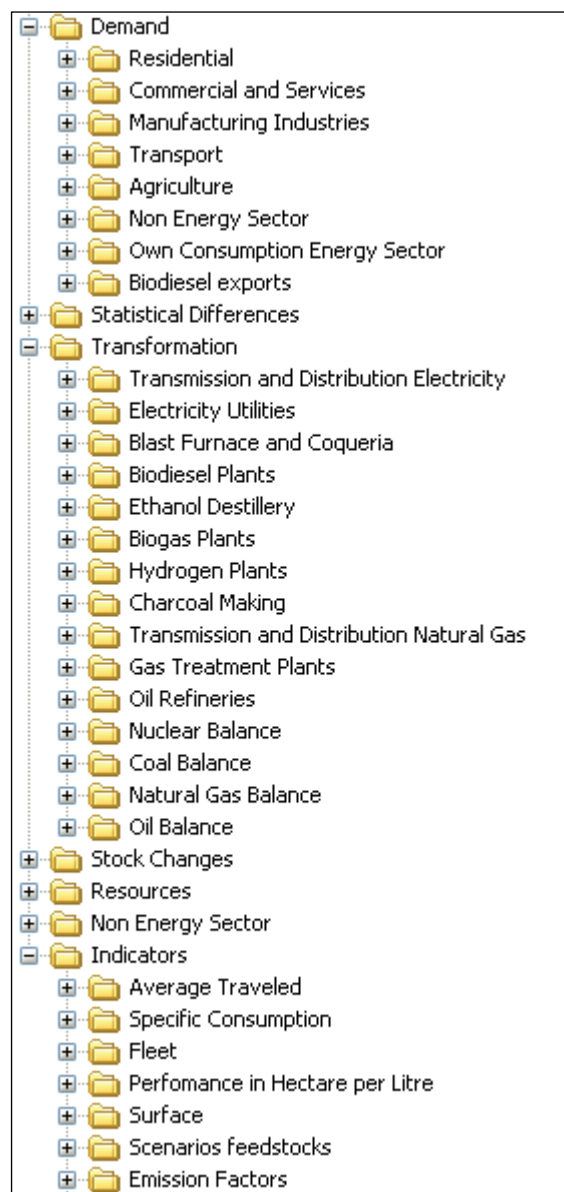 Demand
Residential
Commercial and Services
Manufacturing Industries
Transport
Agriculture
Non Energy Sector
Own Consumption Energy Sector
Biodiesel exports
Statistical Differences
Transformation
Transmission and Distribution Electricity
Electricity Utilities
Blast Furnace and Coqueria
Biodiesel Plants
Ethanol Destillery
Biogas Plants
Hydrogen Plants
Charcoal Making
Transmission and Distribution Natural Gas
Gas Treatment Plants
Oil Refineries
Nuclear Balance
Coal Balance
Natural Gas Balance
Oil Balance
Stock Changes
Resources
Non Energy Sector
Indicators
Average Traveled
Specific Consumption
Fleet
Perfomance in Hectare per Litre
Surface
Scenarios feedstocks
Emission Factors